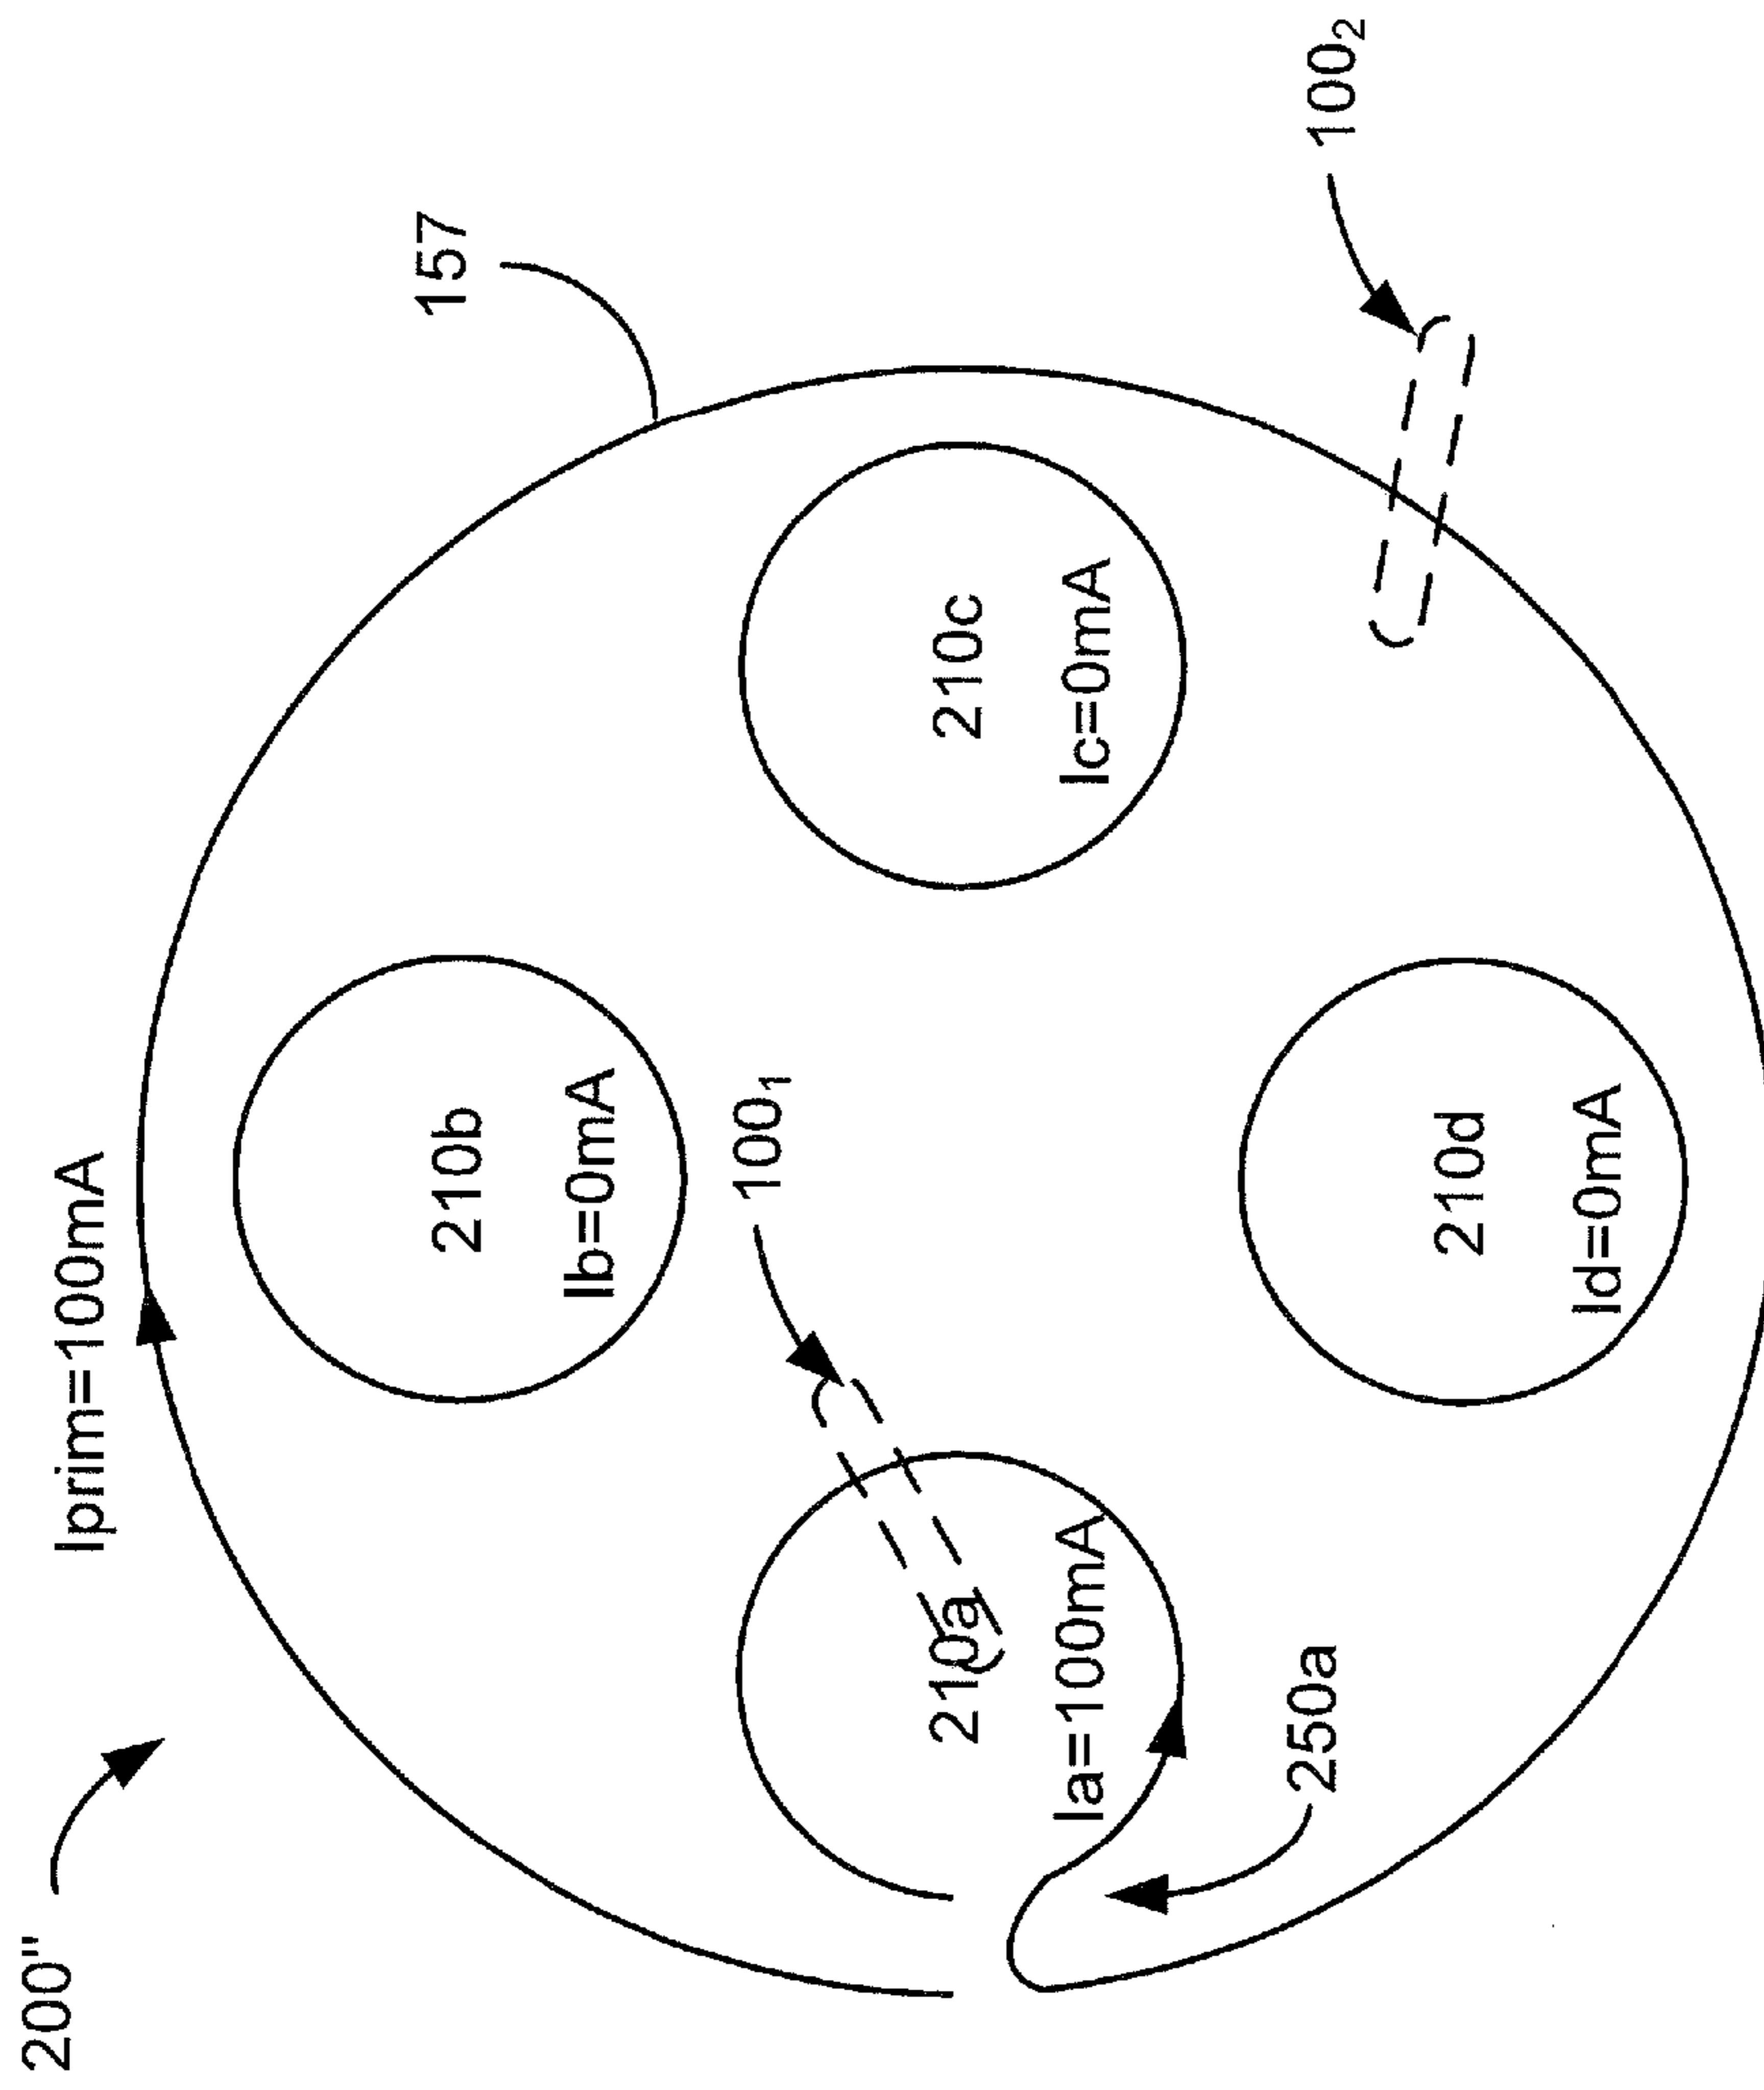 200"
Iprim=100mA
157
210b
Ib=0mA
100₁
210a
Ia=100mA
210c
Ic=0mA
250a
210d
Id=0mA
100₂